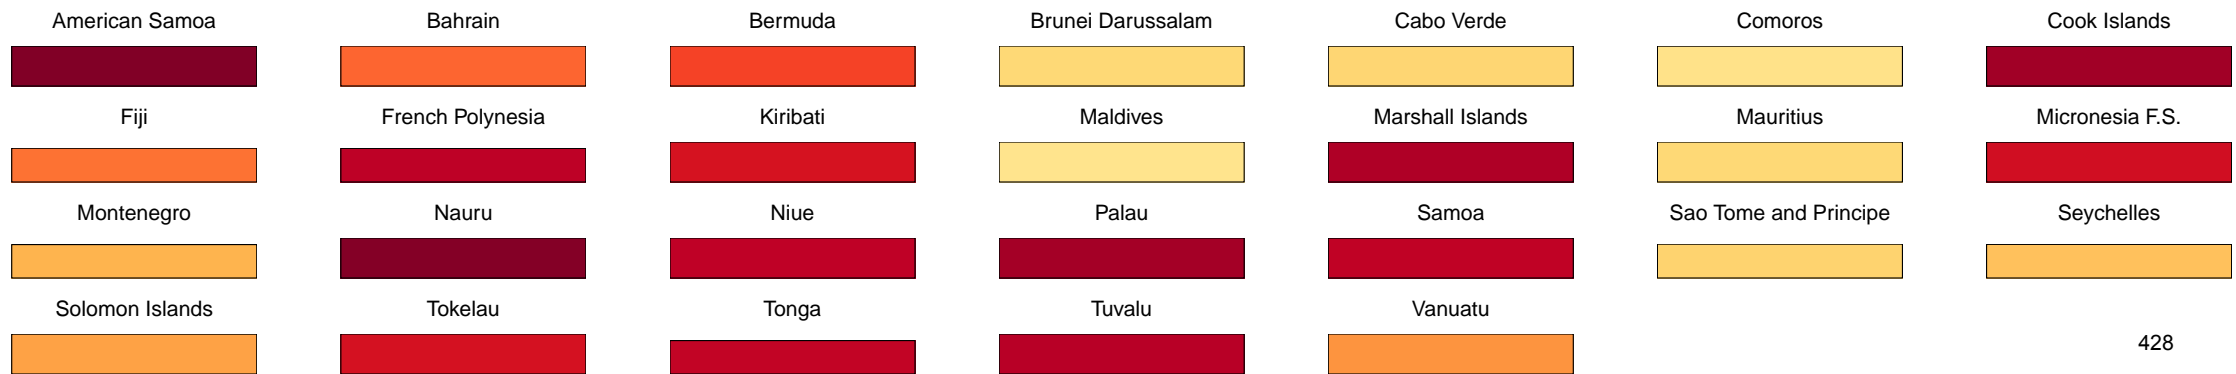 American Samoa Bahrain Bermuda Brunei Darussalam Cabo Verde Comoros Cook Islands
Fiji French Polynesia Kiribati Maldives Marshall Islands Mauritius Micronesia F.S.
Montenegro Nauru Niue Palau Samoa Sao Tome and Principe Seychelles
Solomon Islands Tokelau Tonga Tuvalu Vanuatu
428